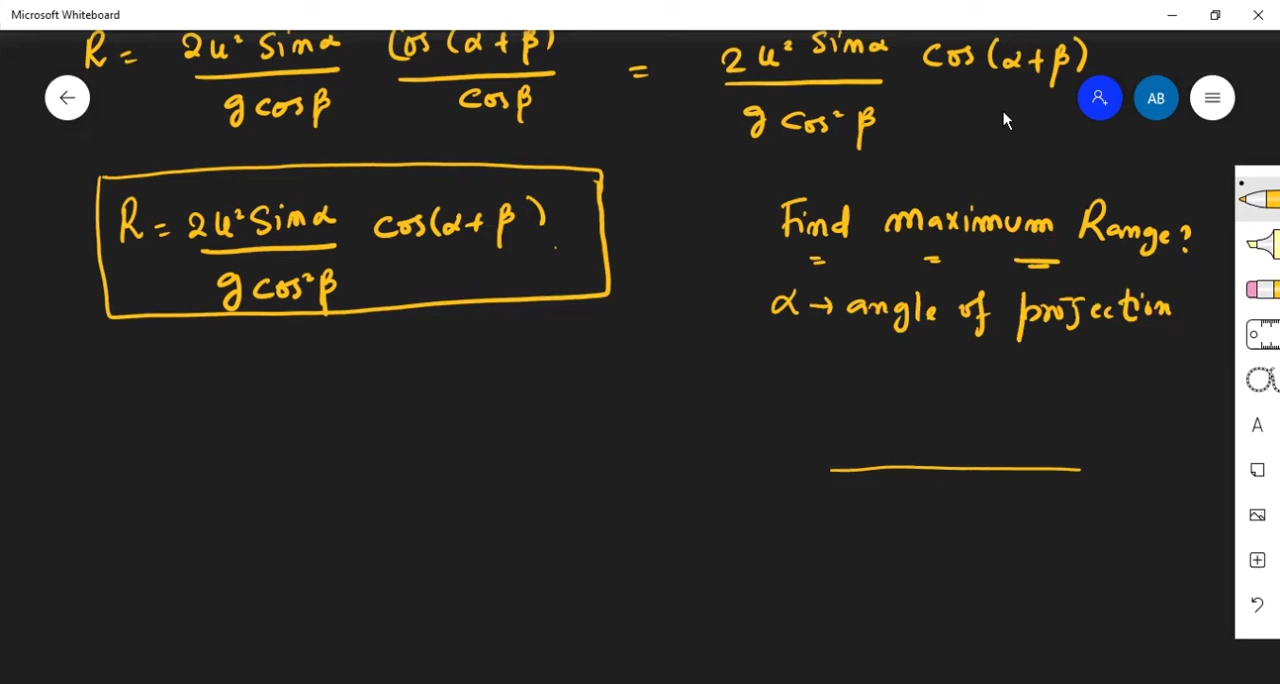 Microsoft Whiteboard
R = 2u² Sinα / g cosβ Cos(α+β) / cosβ = 2u² Sinα / g cos²β cos(α+β)
AB
R = 2u² Sinα / g cos²β cos(α+β)
Find maximum Range?
α → angle of projection
A